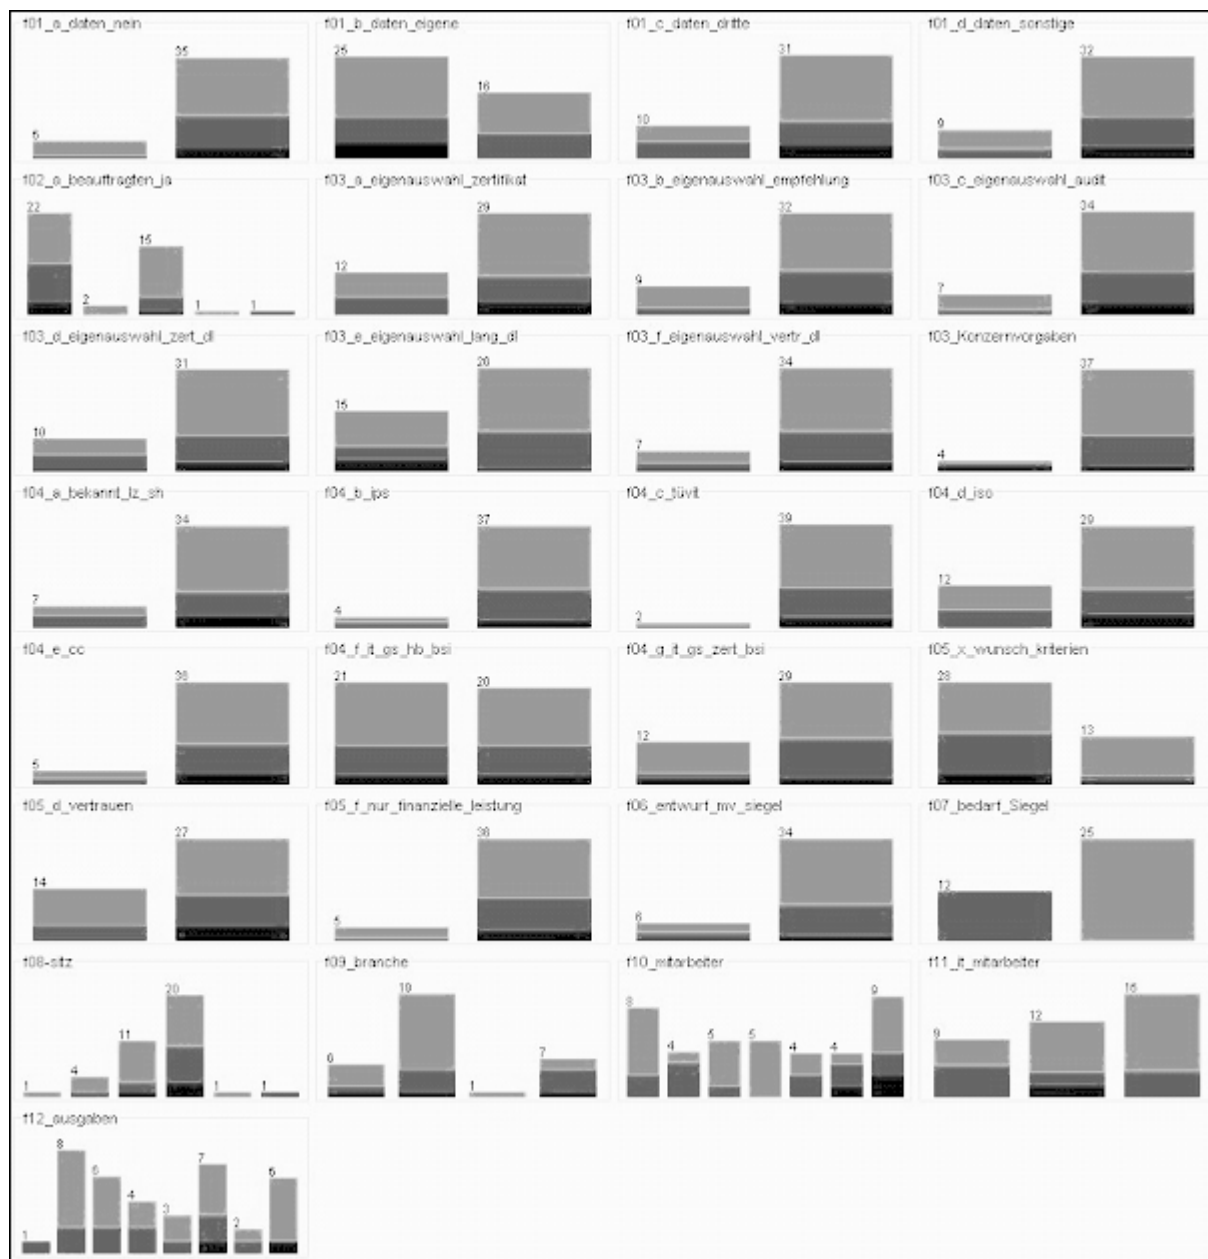 f01_a_daten_nein f01_b_daten_eigene f01_c_daten_dritte f01_d_daten_sonstige
35 25 16 10 31 9 32
f02_a_beauftragten_ja f03_a_eigenauswahl_zertifikat f03_b_eigenauswahl_empfehlung f03_c_eigenauswahl_audit
22 2 15 1 1 12 29 9 32 7 34
f03_d_eigenauswahl_zert_dl f03_e_eigenauswahl_lang_dl f03_f_eigenauswahl_vertr_dl f03_Konzernvorgaben
10 31 15 7 34 4 37
f04_a_bekannt_lz_sh f04_b_ips f04_c_tüvit f04_d_iso
7 34 4 37 2 39 12 29
f04_e_cc f04_f_it_gs_hb_bsi f04_g_it_gs_zert_bsi f05_x_wunsch_kriterien
5 36 21 20 12 29 28 13
f05_d_vertrauen f05_f_nur_finanzielle_leistung f06_entwurf_mv_siegel f07_bedarf_Siegel
14 27 5 36 6 34 12 25
f08-sitz f09_branche f10_mitarbeiter f11_it_mitarbeiter
1 4 11 20 1 1 6 19 1 7 8 4 5 5 4 4 9 9 12 16
f12_ausgaben
1 8 6 4 3 7 2 6